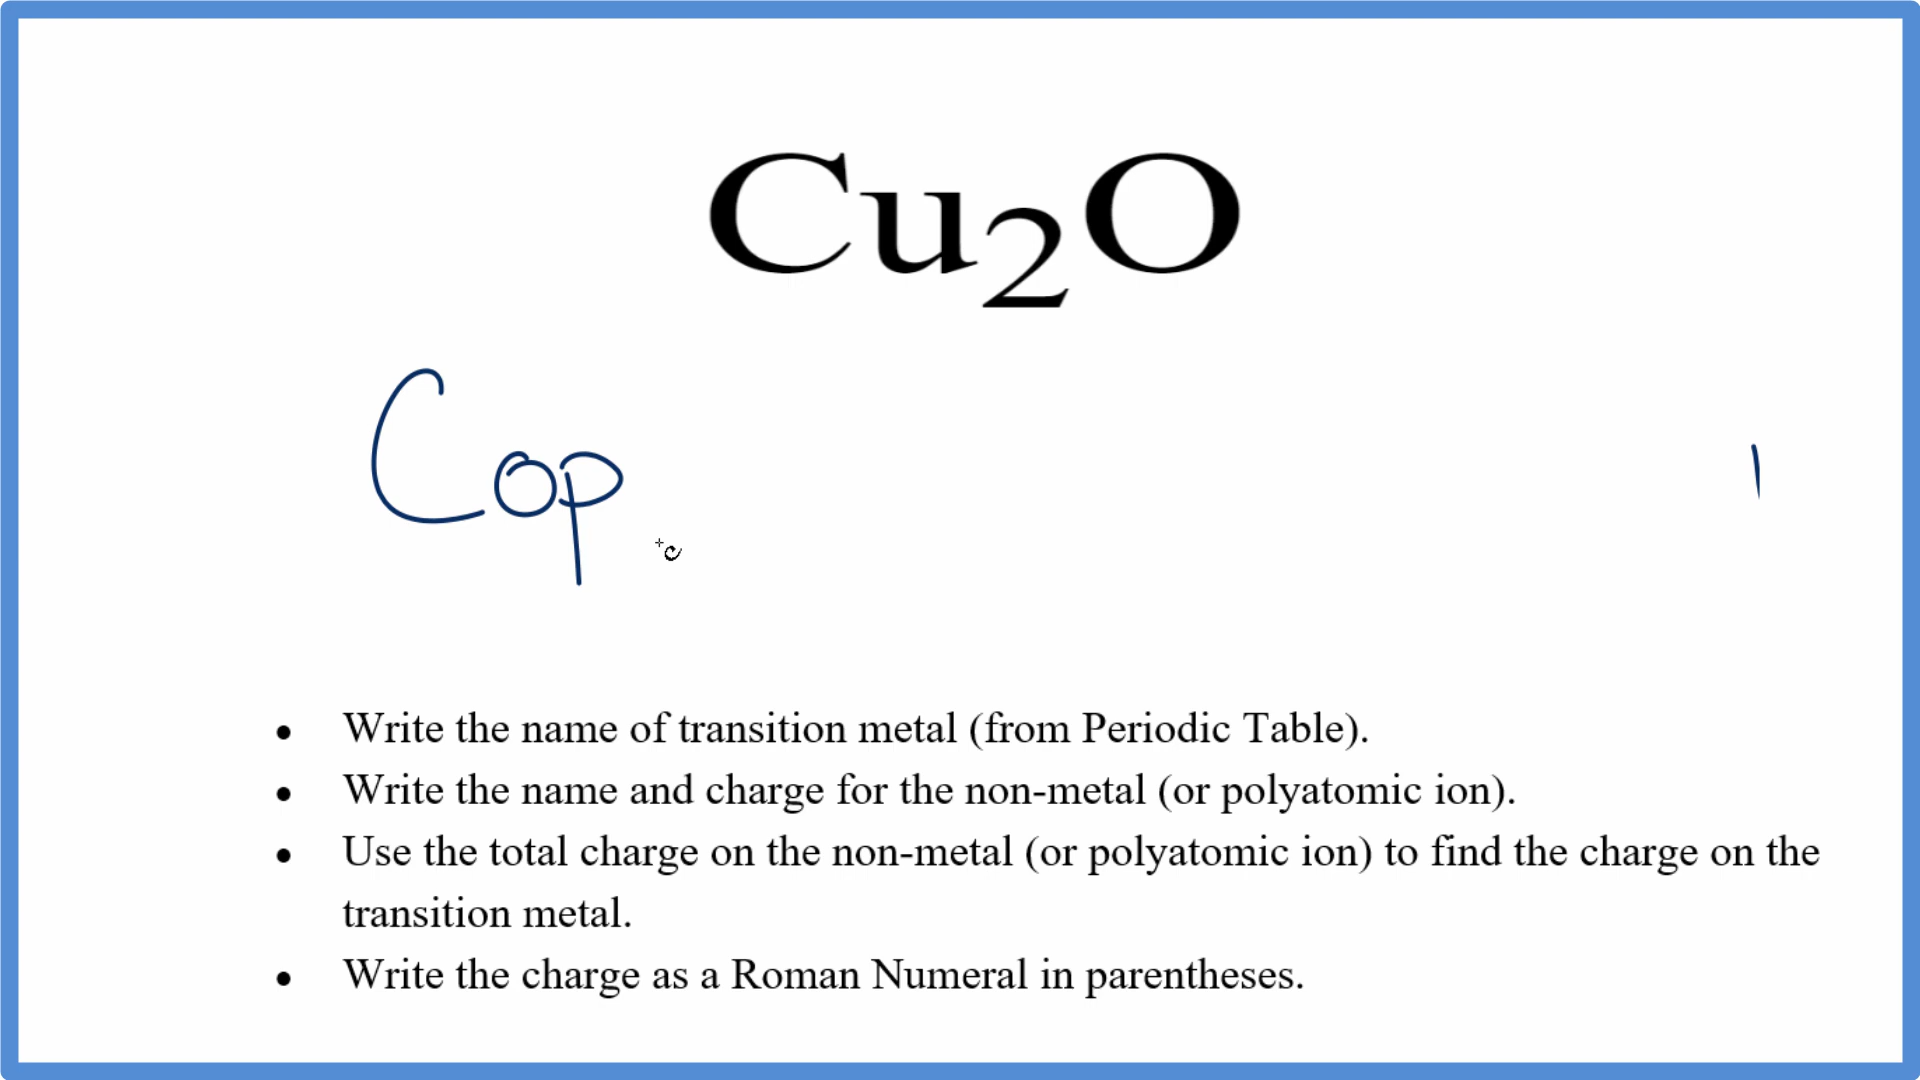 Cu₂O
Cop
• Write the name of transition metal (from Periodic Table).
• Write the name and charge for the non-metal (or polyatomic ion).
• Use the total charge on the non-metal (or polyatomic ion) to find the charge on the
transition metal.
• Write the charge as a Roman Numeral in parentheses.